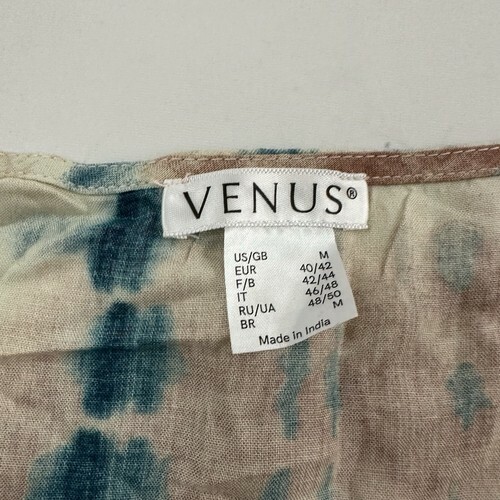 VENUS®
US/GB M
EUR 40/42
F/B 42/44
IT 46/48
RU/UA 48/50
BR M
Made in India